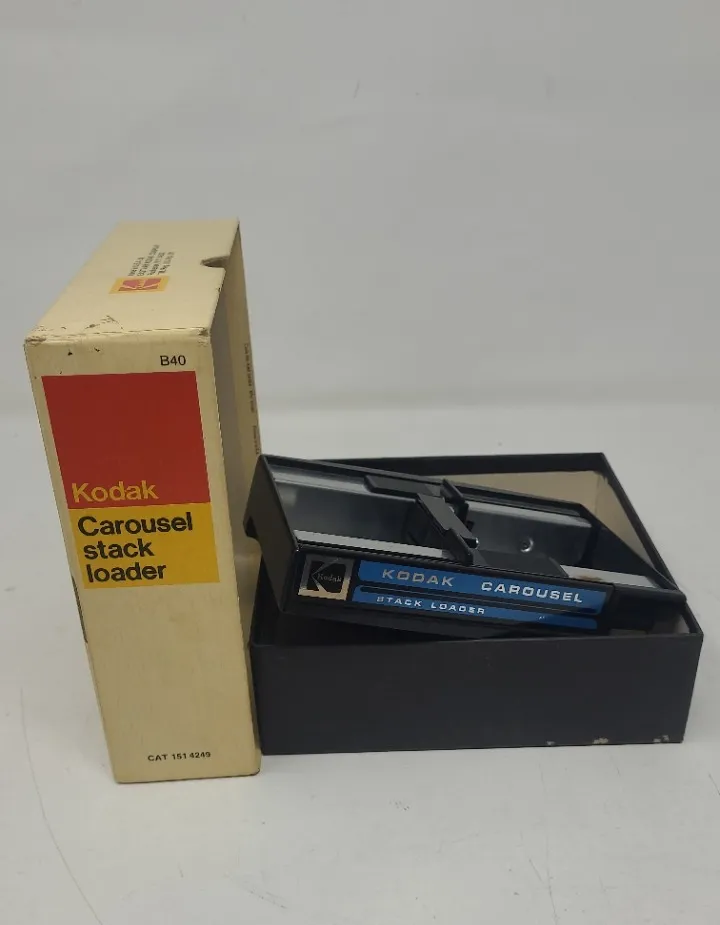 B40
Kodak
Carousel
stack
loader
CAT 151 4249
Kodak
KODAK CAROUSEL
STACK LOADER